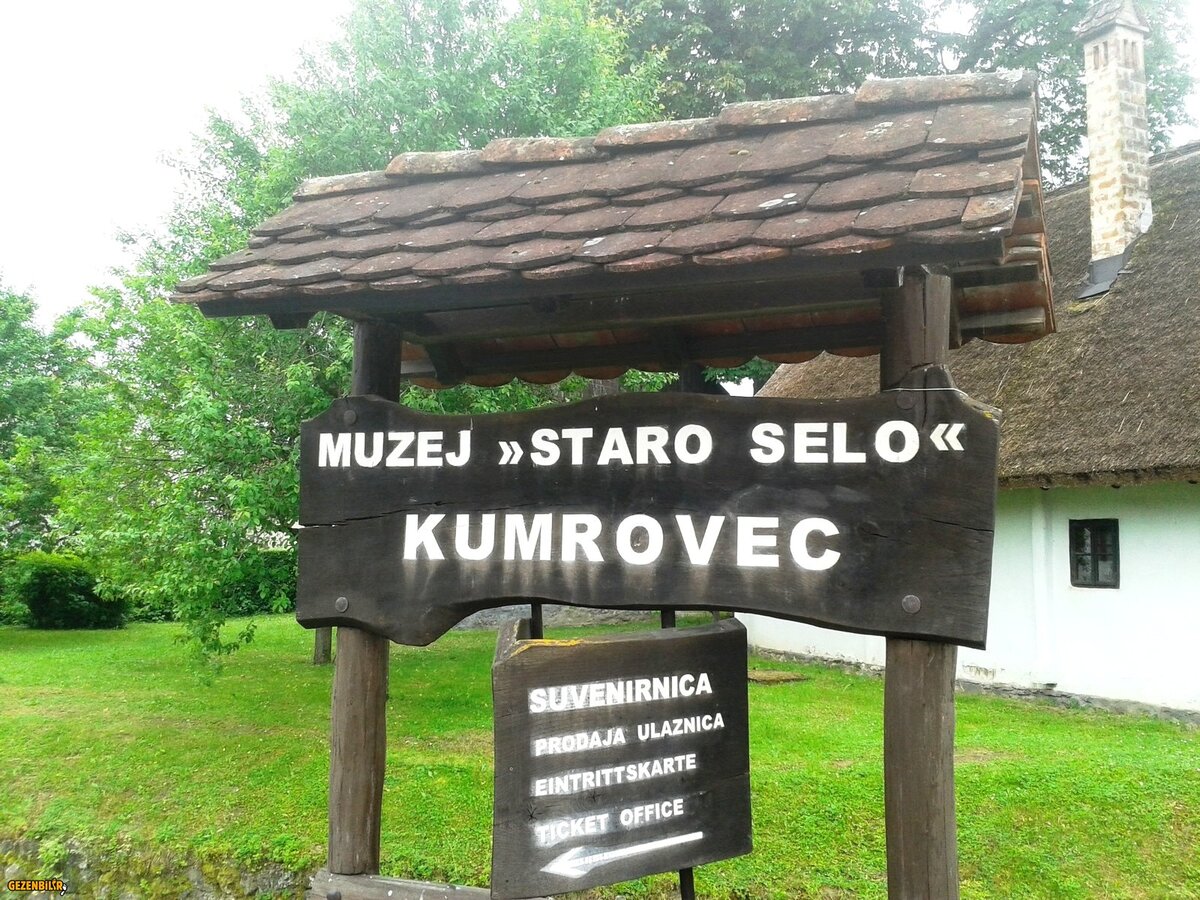 MUZEJ »STARO SELO«
KUMROVEC
SUVENIRNICA
PRODAJA ULAZNICA
EINTRITTSKARTE
TICKET OFFICE
GEZENBILIR